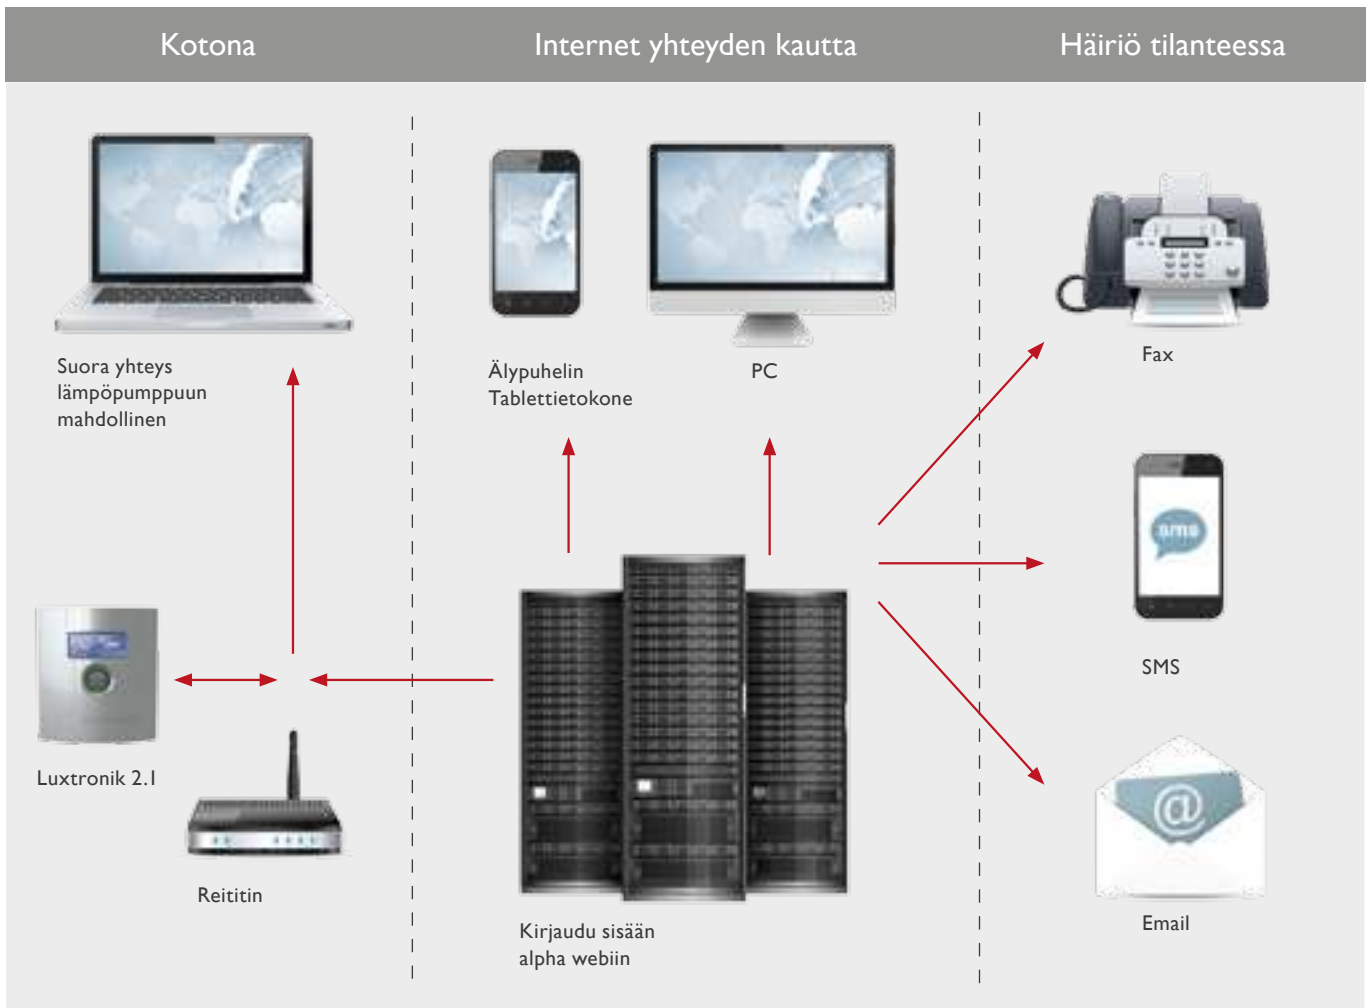 Kotona
Internet yhteyden kautta
Häiriö tilanteessa
Suora yhteys
lämpöpumppuun
mahdollinen
Älypuhelin
Tablettietokone
PC
Fax
sms
SMS
Luxtronik 2.1
Reititin
Kirjaudu sisään
alpha webiin
@
Email